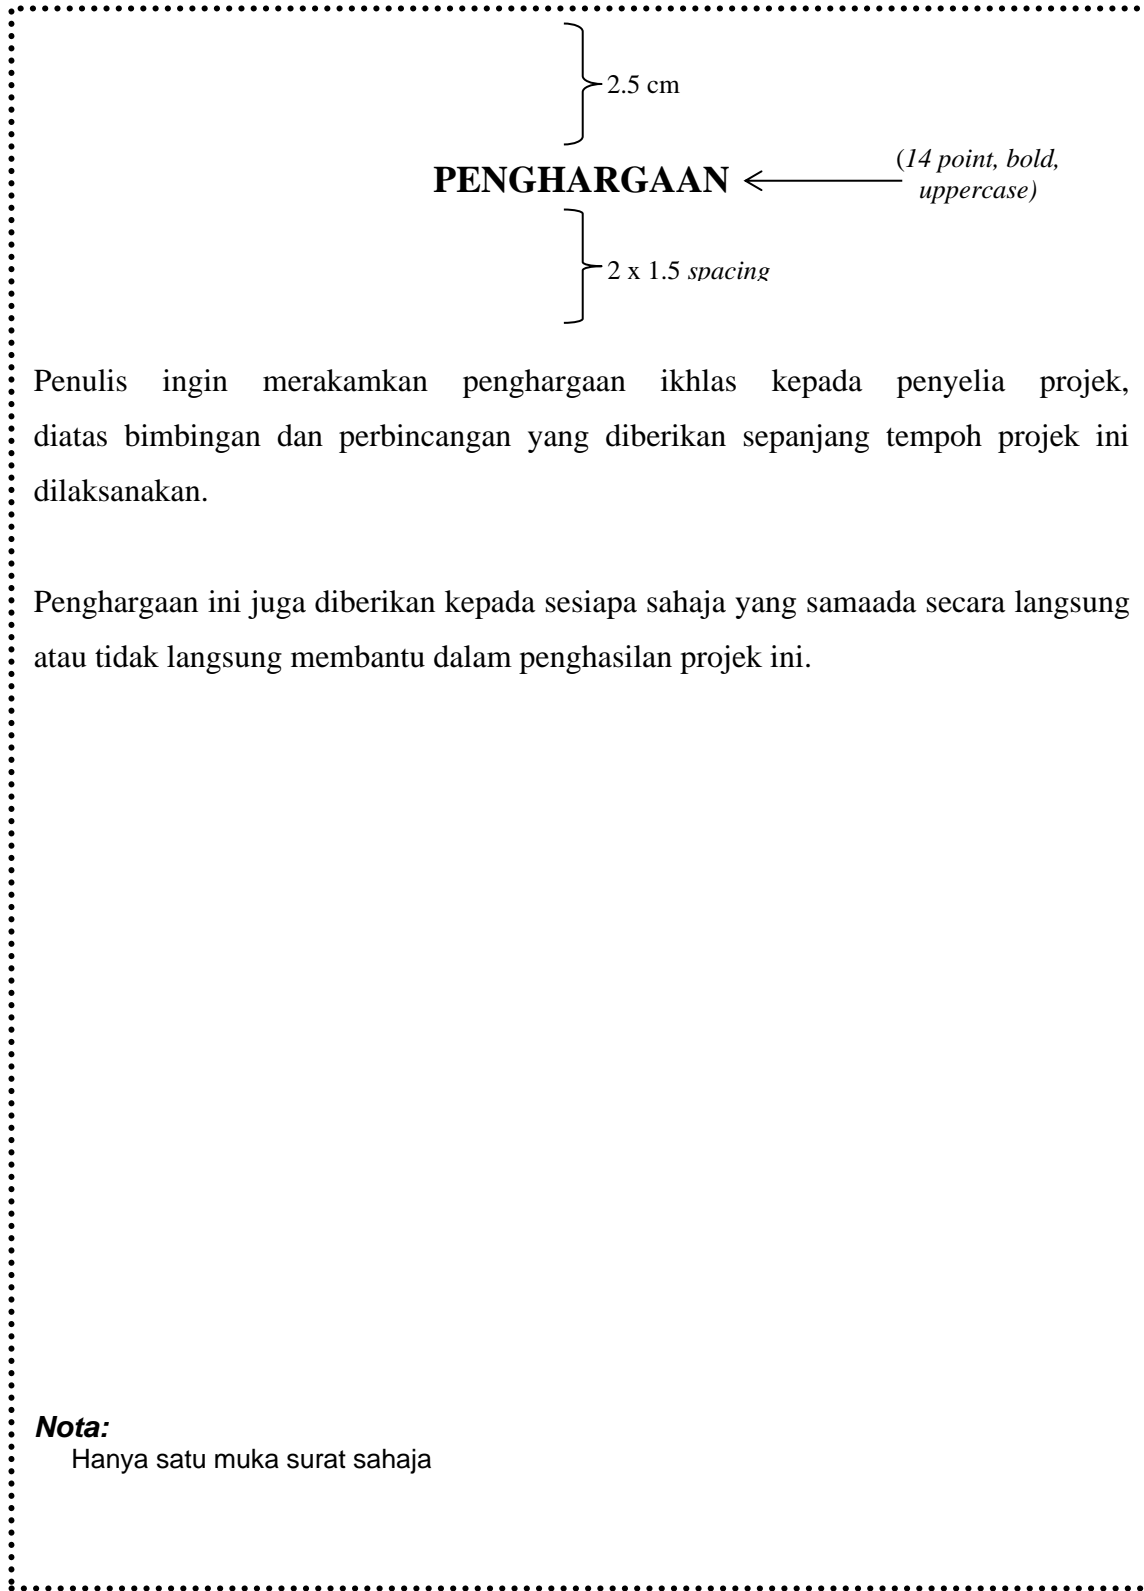 2.5 cm
PENGHARGAAN
(14 point, bold,
uppercase)
2 x 1.5 spacing
Penulis ingin merakamkan penghargaan ikhlas kepada penyelia projek,
diatas bimbingan dan perbincangan yang diberikan sepanjang tempoh projek ini
dilaksanakan.
Penghargaan ini juga diberikan kepada sesiapa sahaja yang samaada secara langsung
atau tidak langsung membantu dalam penghasilan projek ini.
Nota:
Hanya satu muka surat sahaja